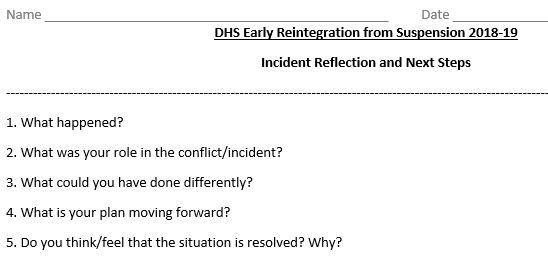 Name ______________________ Date ____________
DHS Early Reintegration from Suspension 2018-19
Incident Reflection and Next Steps
--------------------------------------------------------------------------------
1. What happened?
2. What was your role in the conflict/incident?
3. What could you have done differently?
4. What is your plan moving forward?
5. Do you think/feel that the situation is resolved? Why?